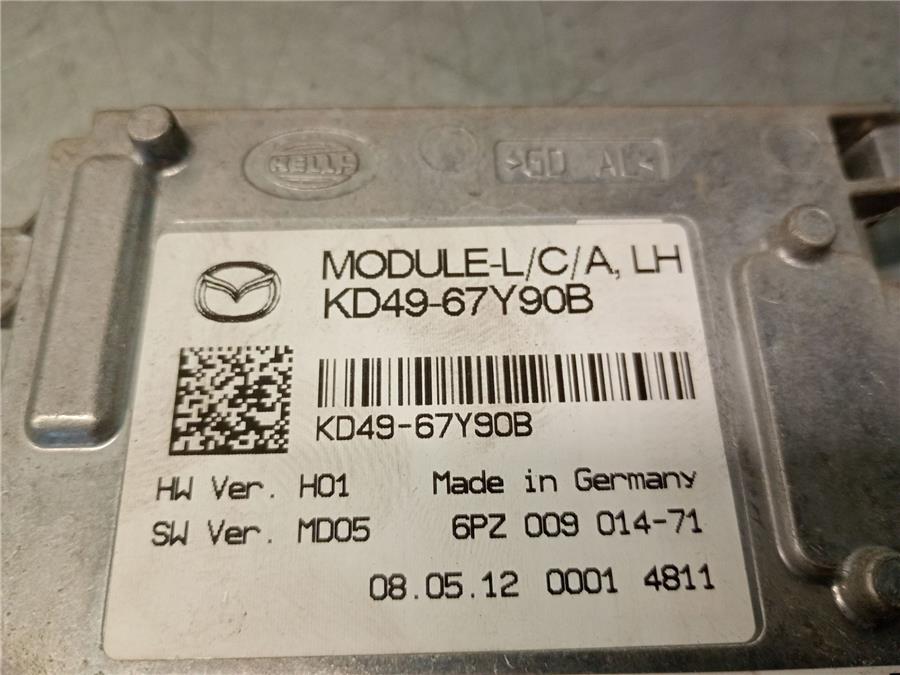 HELLA
>GD AL<
MODULE-L/C/A, LH
KD49-67Y90B
KD49-67Y90B
HW Ver. H01 Made in Germany
SW Ver. MD05 6PZ 009 014-71
08.05.12 0001 4811